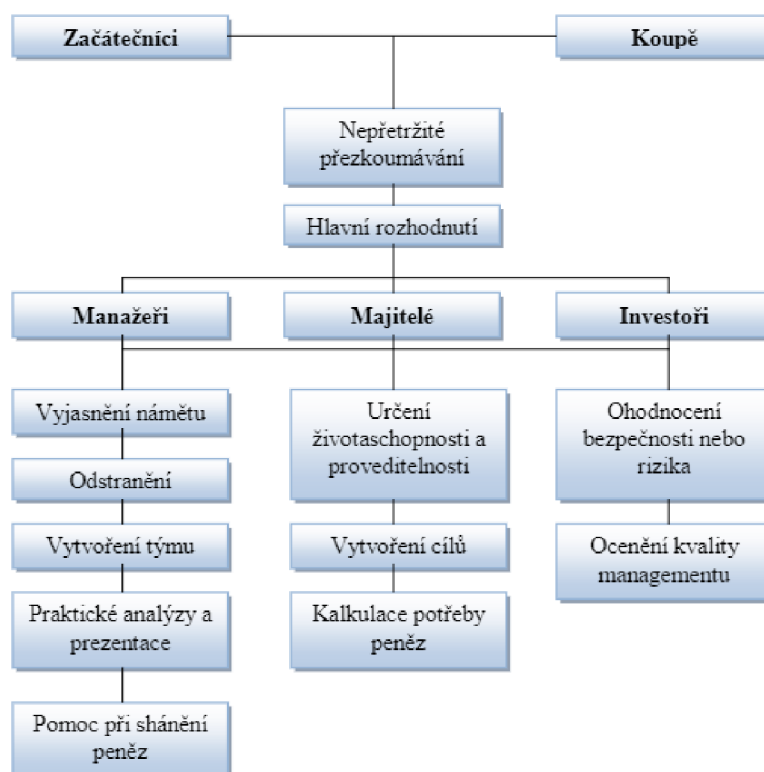 Začátečníci
Koupě
Nepřetržité
přezkoumávání
Hlavní rozhodnutí
Manažeři
Majitelé
Investoři
Vyjasnění námětu
Odstranění
Vytvoření týmu
Praktické analýzy a
prezentace
Pomoc při shánění
peněz
Určení
životaschopnosti a
proveditelnosti
Vytvoření cílů
Kalkulace potřeby
peněz
Ohodnocení
bezpečnosti nebo
rizika
Ocenění kvality
managementu